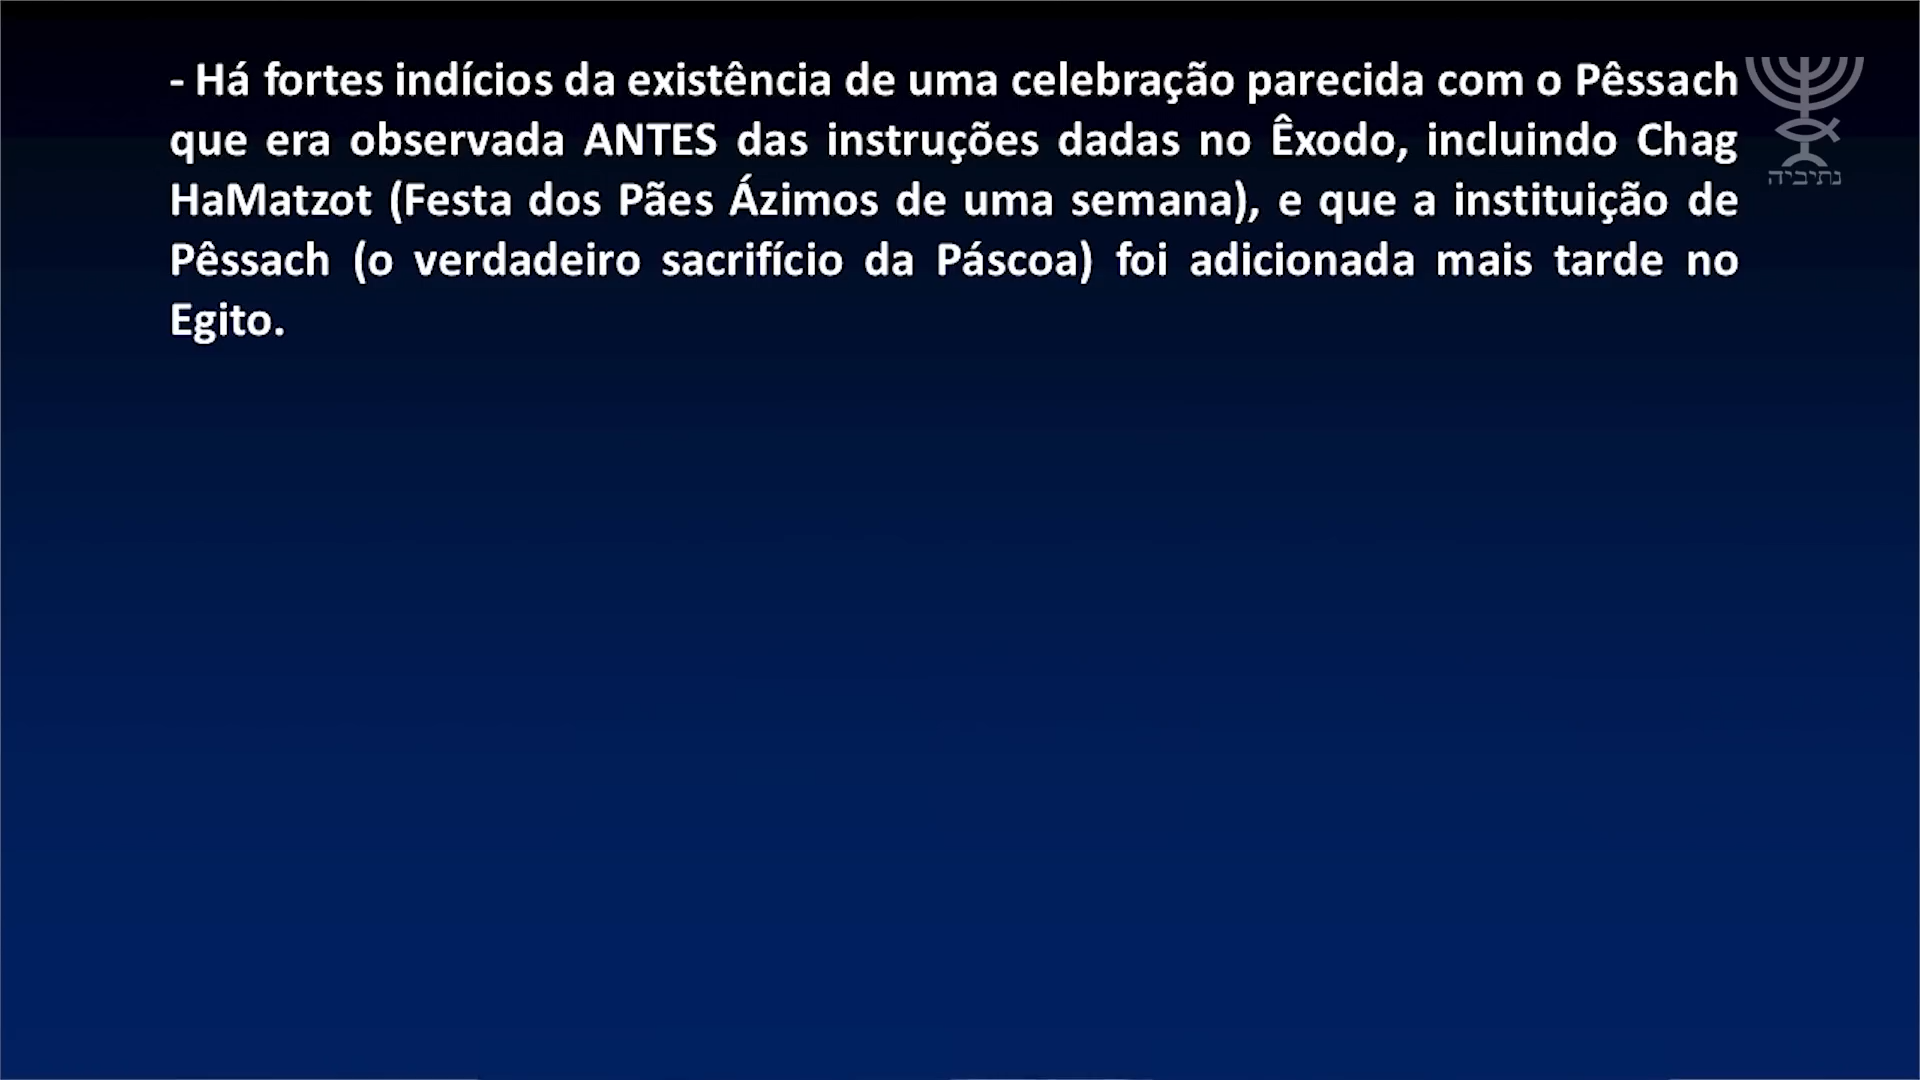 - Há fortes indícios da existência de uma celebração parecida com o Pêssach
que era observada ANTES das instruções dadas no Êxodo, incluindo Chag
HaMatzot (Festa dos Pães Ázimos de uma semana), e que a instituição de
Pêssach (o verdadeiro sacrifício da Páscoa) foi adicionada mais tarde no
Egito.
נתיביה